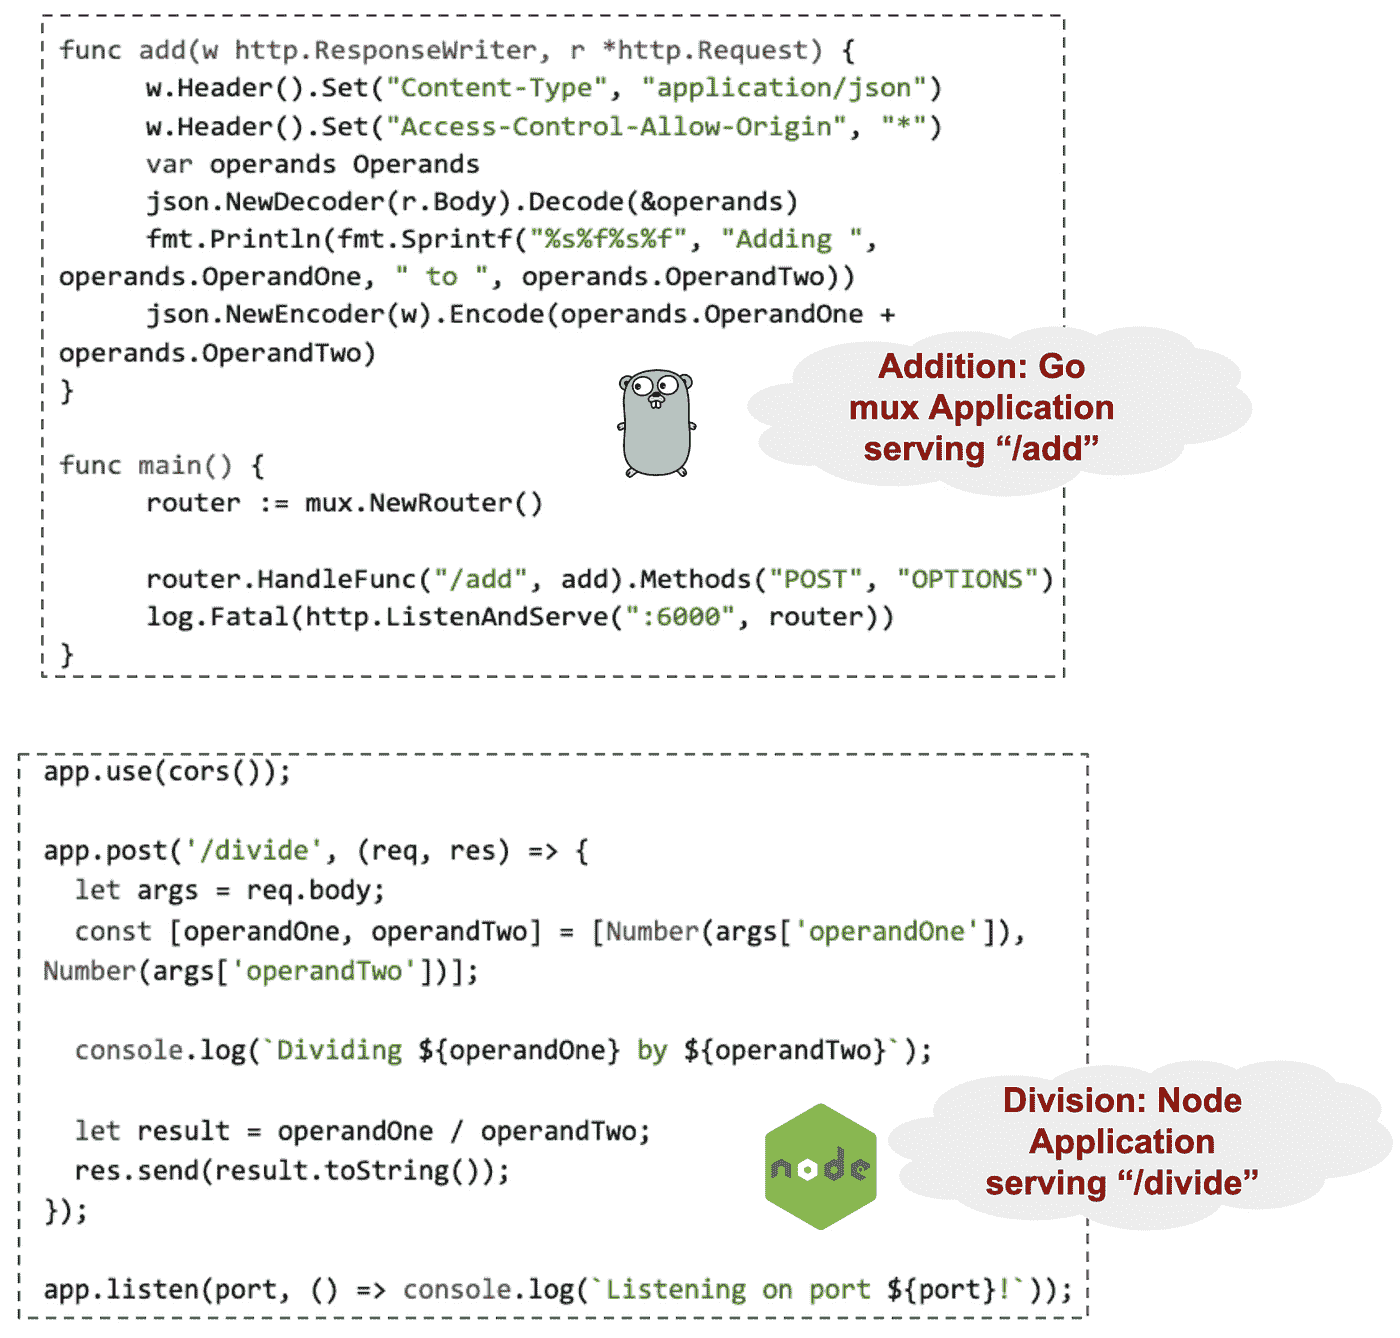 func add(w http.ResponseWriter, r *http.Request) {
w.Header().Set("Content-Type", "application/json")
w.Header().Set("Access-Control-Allow-Origin", "*")
var operands Operands
json.NewDecoder(r.Body).Decode(&operands)
fmt.Println(fmt.Sprintf("%s%f%s%f", "Adding ",
operands.OperandOne, " to ", operands.OperandTwo))
json.NewEncoder(w).Encode(operands.OperandOne +
operands.OperandTwo)
}
Addition: Go
mux Application
serving “/add”
func main() {
router := mux.NewRouter()
router.HandleFunc("/add", add).Methods("POST", "OPTIONS")
log.Fatal(http.ListenAndServe(":6000", router))
}
app.use(cors());
app.post('/divide', (req, res) => {
let args = req.body;
const [operandOne, operandTwo] = [Number(args['operandOne']),
Number(args['operandTwo'])];
console.log(`Dividing ${operandOne} by ${operandTwo}`);
let result = operandOne / operandTwo;
res.send(result.toString());
});
node
Division: Node
Application
serving “/divide”
app.listen(port, () => console.log(`Listening on port ${port}!`));